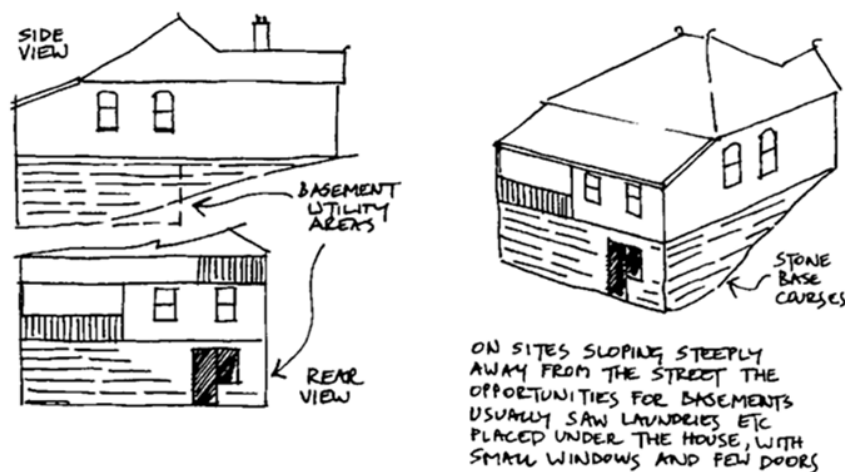 SIDE
VIEW
BASEMENT
UTILITY
AREAS
REAR
VIEW
STONE
BASE
COURSES
ON SITES SLOPING STEEPLY
AWAY FROM THE STREET THE
OPPORTUNITIES FOR BASEMENTS
USUALLY SAW LAUNDRIES ETC
PLACED UNDER THE HOUSE, WITH
SMALL WINDOWS AND FEW DOORS